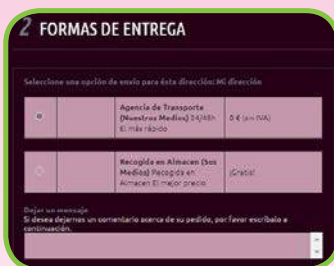 2 FORMAS DE ENTREGA
Seleccione una opción de envío para ésta dirección: Mi dirección
Agencia de Transporte
(Nuestros Medios) 24/48h
El más rápido
0 € (sin IVA)
Recogida en Almacen (Sus
Medios) Recogida en
Almacen El mejor precio
¡Gratis!
Dejar un mensaje
Si desea dejarnos un comentario acerca de su pedido, por favor escríbalo a
continuación.